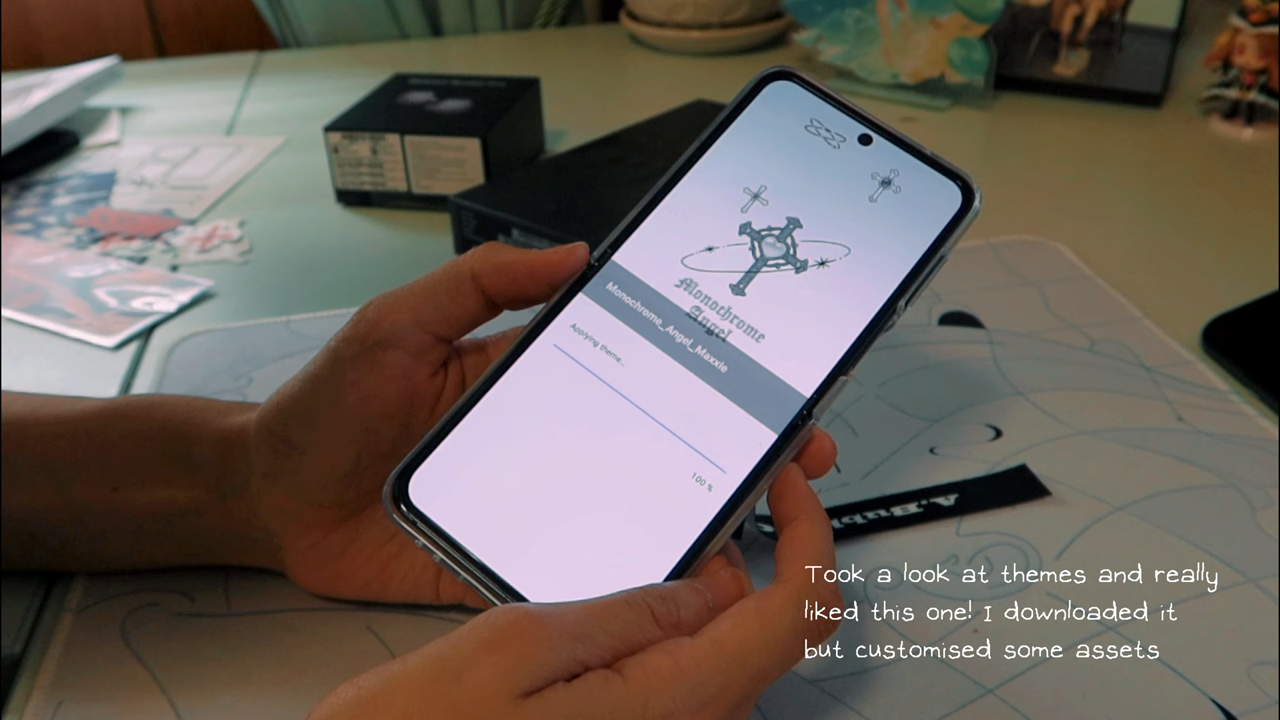 Monochrome
Angel
Monochrome_Angel_Maxxie
Applying theme...
100 %
Took a look at themes and really
liked this one! I downloaded it
but customised some assets